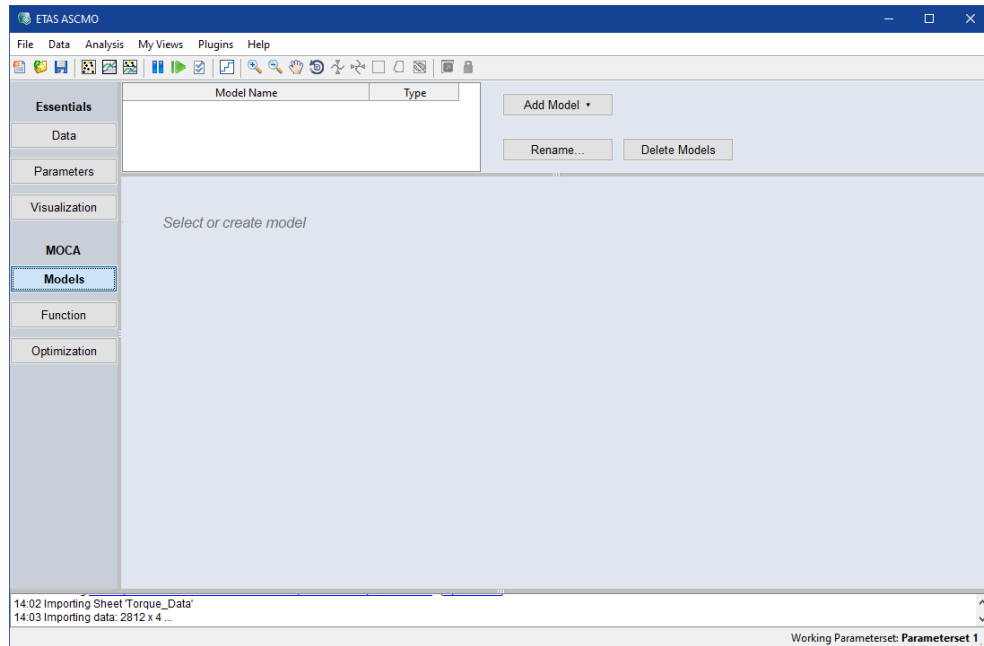 ETAS ASCMO
File Data Analysis My Views Plugins Help
Model Name Type
Add Model
Rename... Delete Models
Essentials
Data
Parameters
Visualization
MOCA
Models
Function
Optimization
Select or create model
14:02 Importing Sheet 'Torque_Data'
14:03 Importing data: 2812 x 4 ...
Working Parameterset: Parameterset 1